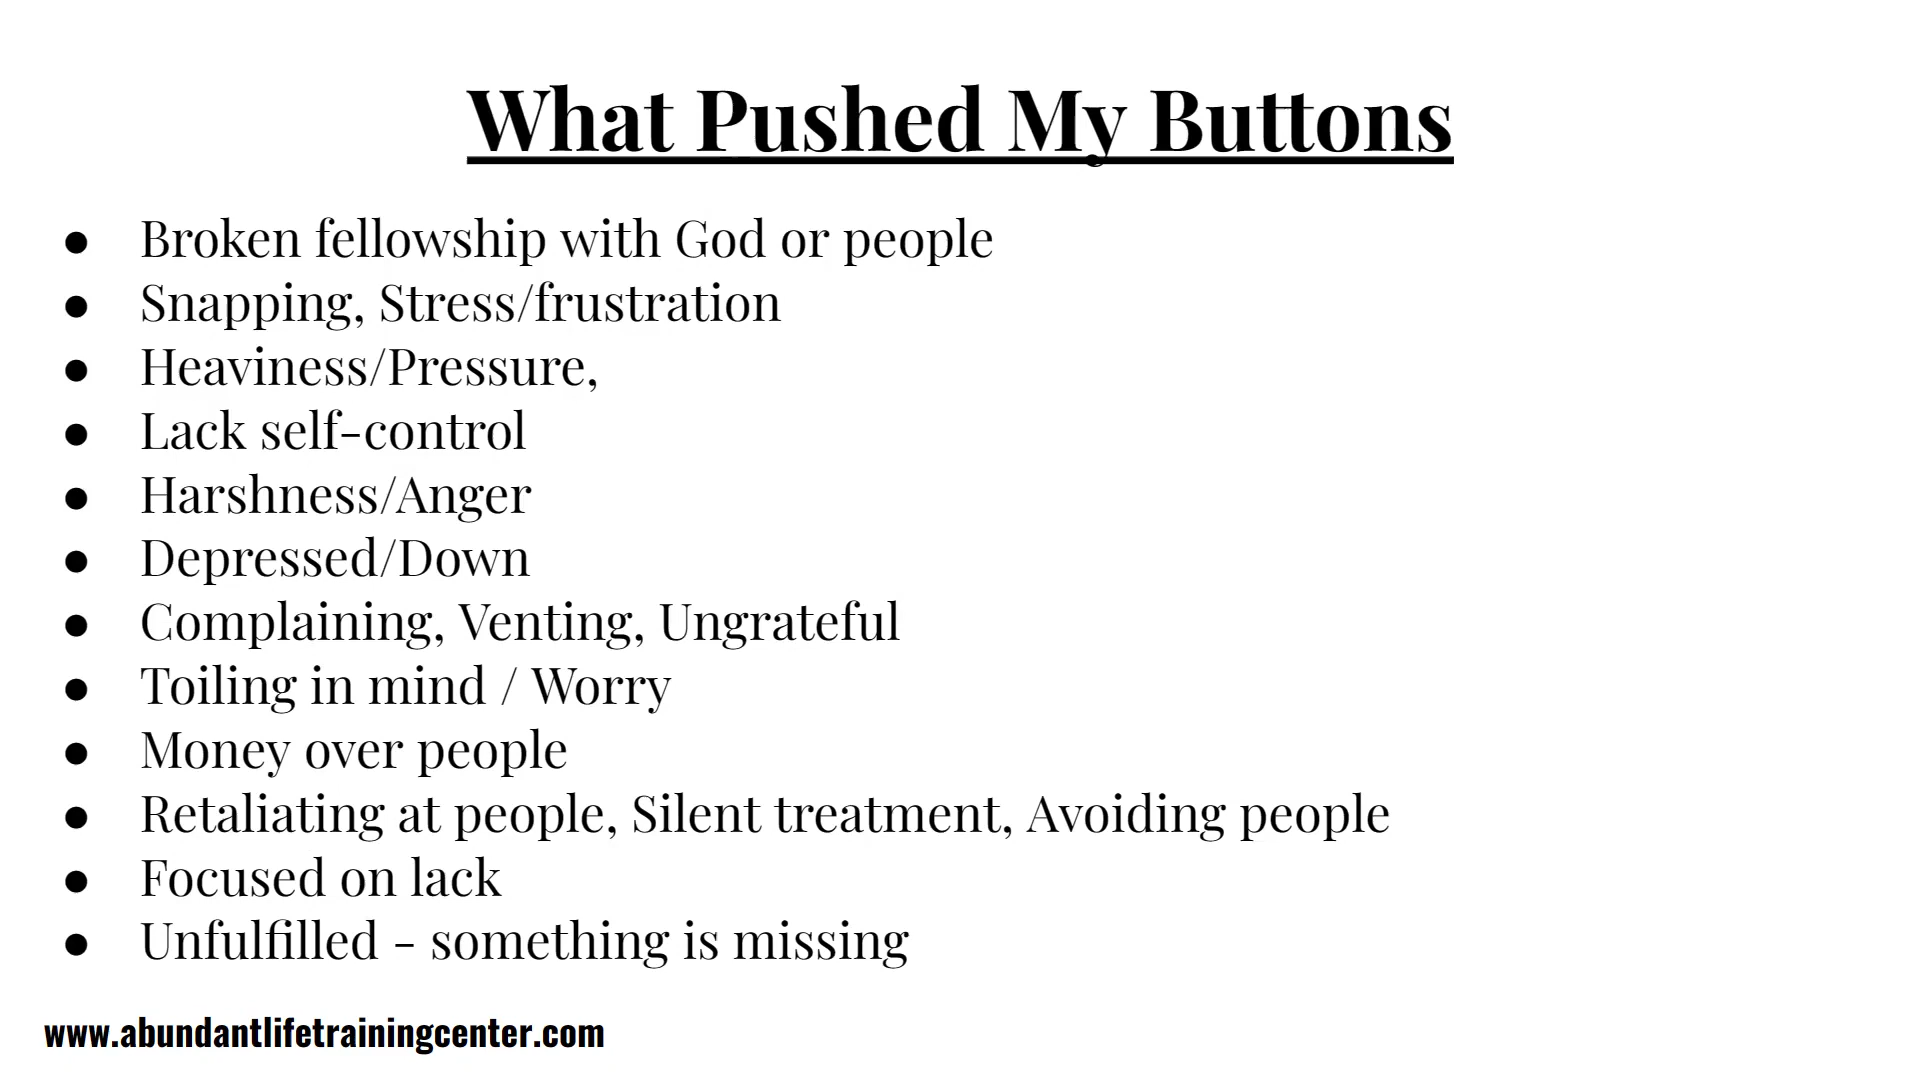 What Pushed My Buttons
● Broken fellowship with God or people
● Snapping, Stress/frustration
● Heaviness/Pressure,
● Lack self-control
● Harshness/Anger
● Depressed/Down
● Complaining, Venting, Ungrateful
● Toiling in mind / Worry
● Money over people
● Retaliating at people, Silent treatment, Avoiding people
● Focused on lack
● Unfulfilled - something is missing
www.abundantlifetrainingcenter.com